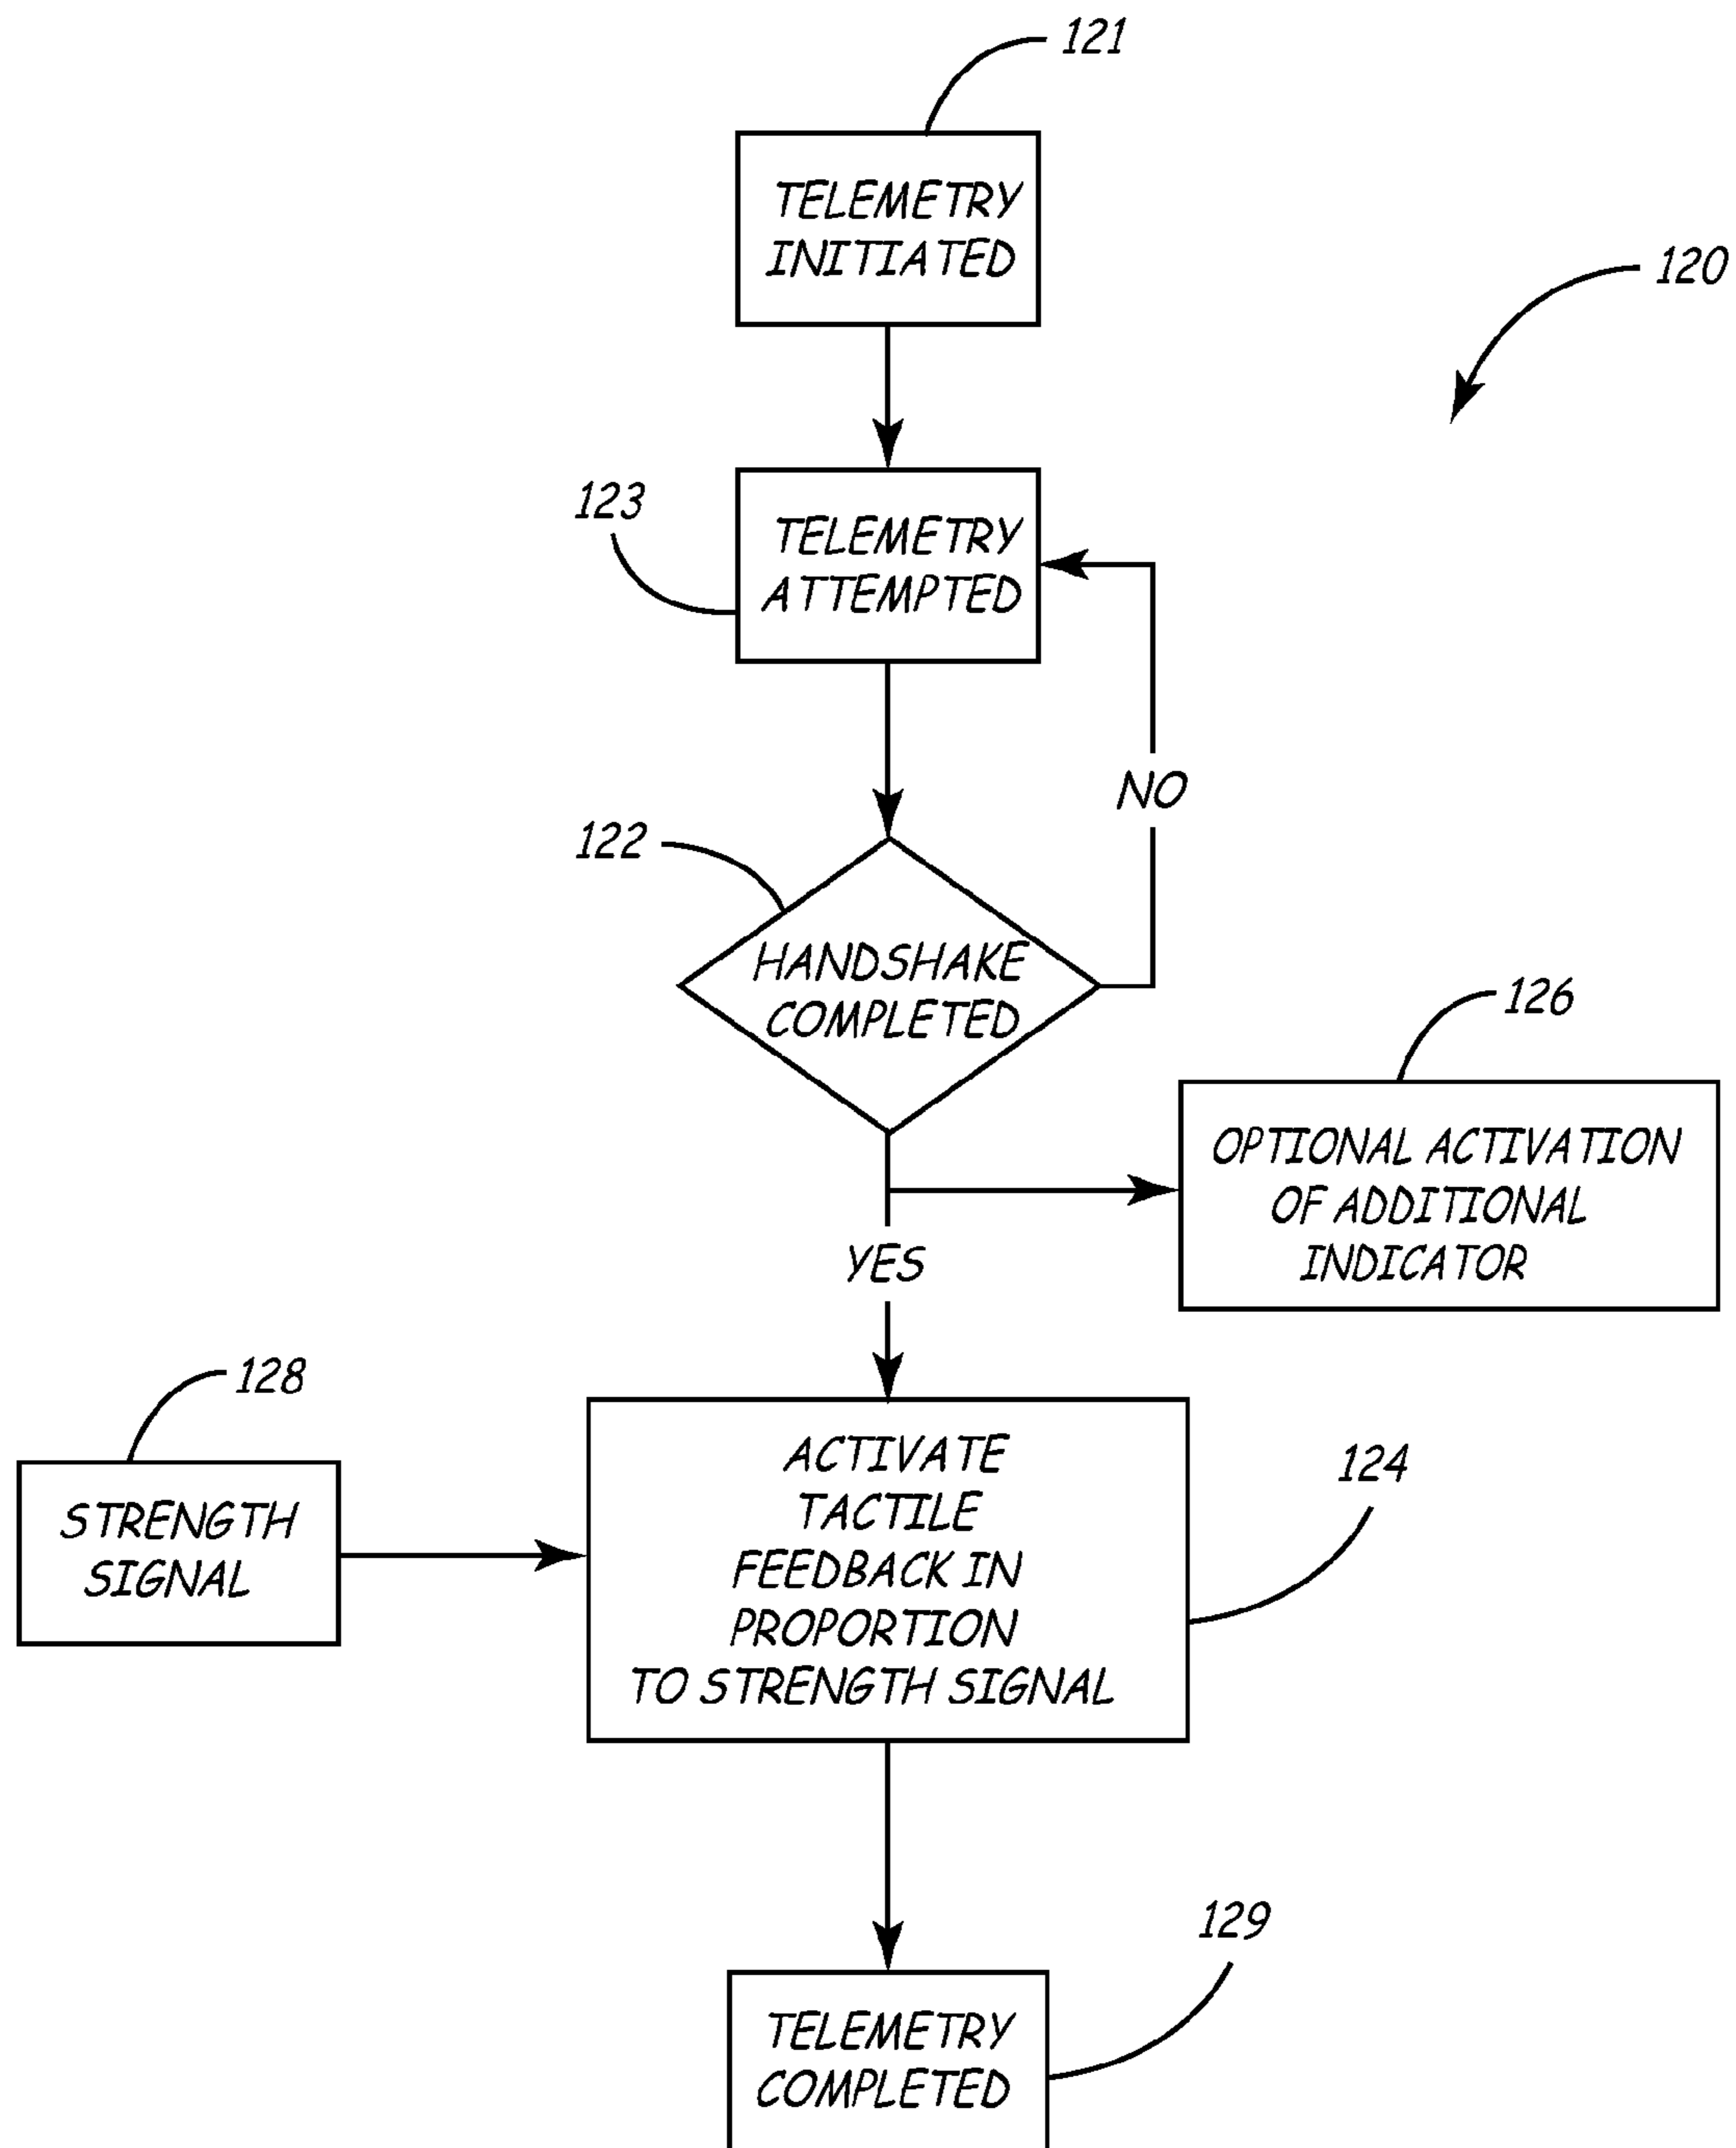 121
TELEMETRY
INITIATED
120
123
TELEMETRY
ATTEMPTED
NO
122
HANDSHAKE
COMPLETED
126
OPTIONAL ACTIVATION
OF ADDITIONAL
INDICATOR
YES
128
STRENGTH
SIGNAL
ACTIVATE
TACTILE
FEEDBACK IN
PROPORTION
TO STRENGTH SIGNAL
124
129
TELEMETRY
COMPLETED